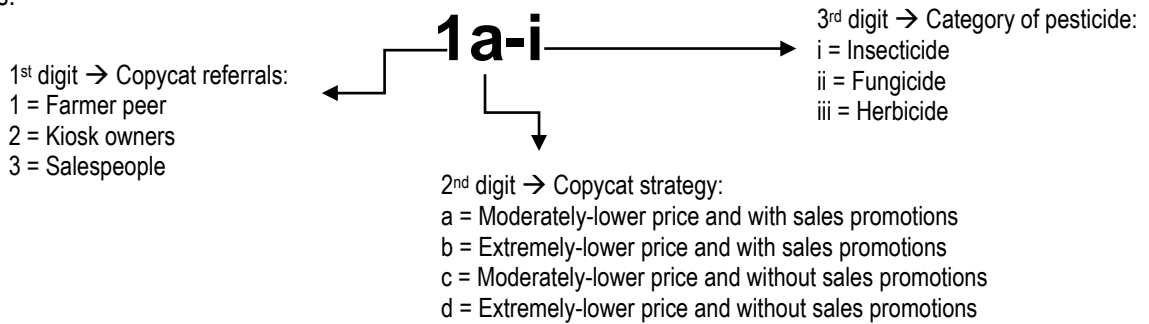 1a-i
1st digit → Copycat referrals:
1 = Farmer peer
2 = Kiosk owners
3 = Salespeople
3rd digit → Category of pesticide:
i = Insecticide
ii = Fungicide
iii = Herbicide
2nd digit → Copycat strategy:
a = Moderately-lower price and with sales promotions
b = Extremely-lower price and with sales promotions
c = Moderately-lower price and without sales promotions
d = Extremely-lower price and without sales promotions